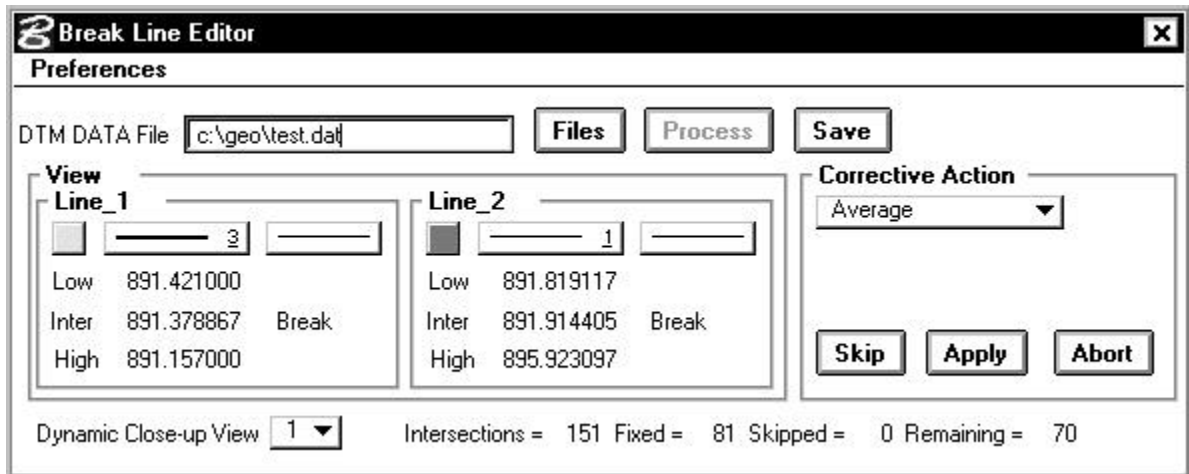 Break Line Editor
Preferences
DTM DATA File c:\geo\test.dat Files Process Save
View
Line_1
3
Low 891.421000
Inter 891.378867 Break
High 891.157000
Line_2
1
Low 891.819117
Inter 891.914405 Break
High 895.923097
Corrective Action
Average
Skip Apply Abort
Dynamic Close-up View 1 Intersections = 151 Fixed = 81 Skipped = 0 Remaining = 70